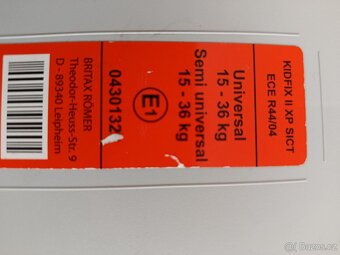 KIDFIX II XP SICT
ECE R44/04
Universal
15 - 36 kg
Semi universal
15 - 36 kg
E1
0430132
BRITAX RÖMER
Theodor-Heuss-Str. 9
D - 89340 Leipheim